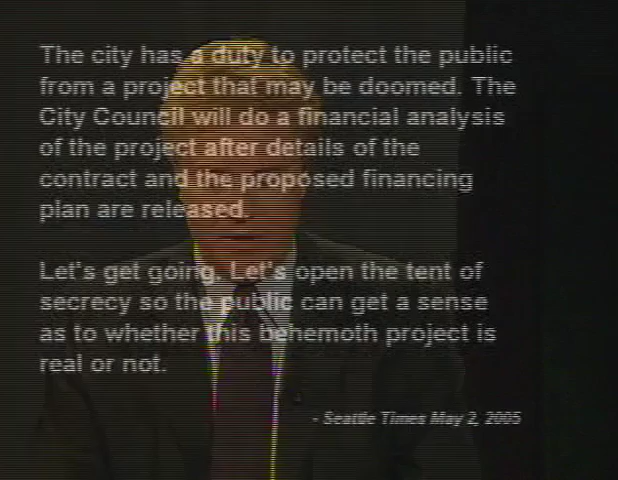 The city has a duty to protect the public
from a project that may be doomed. The
City Council will do a financial analysis
of the project after details of the
contract and the proposed financing
plan are released.
Let's get going. Let's open the tent of
secrecy so the public can get a sense
as to whether this behemoth project is
real or not.
- Seattle Times May 2, 2005